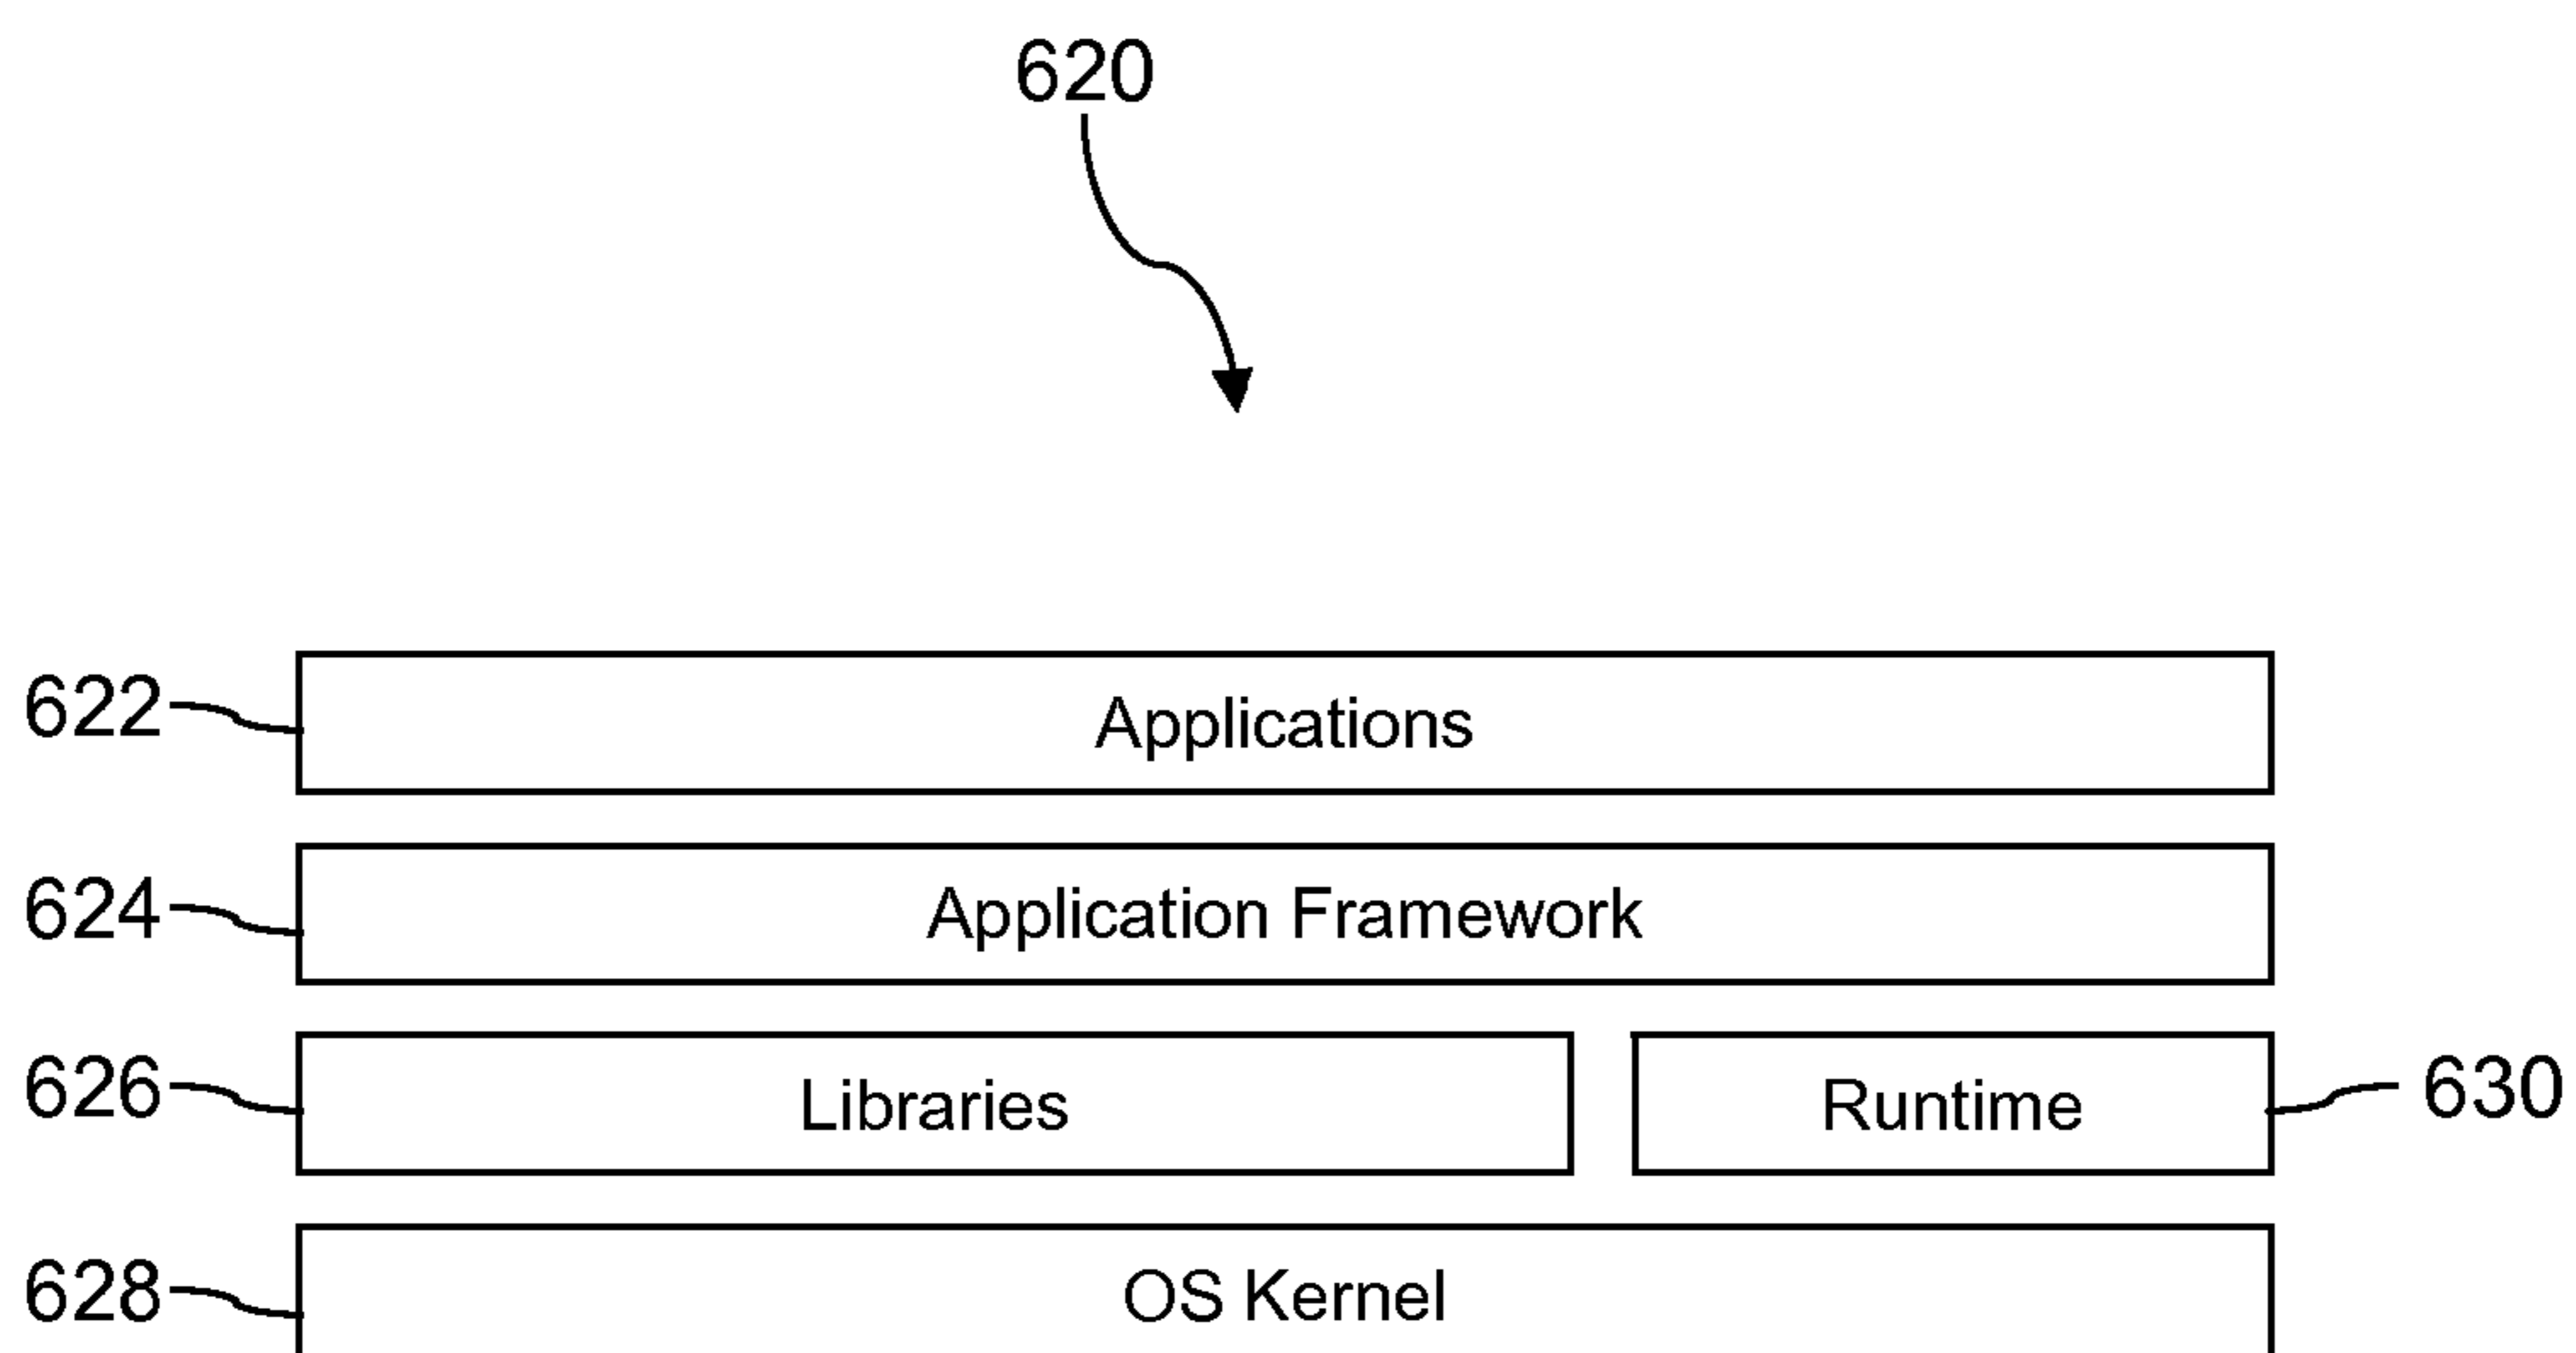 620
622
Applications
624
Application Framework
626
Libraries
Runtime
630
628
OS Kernel